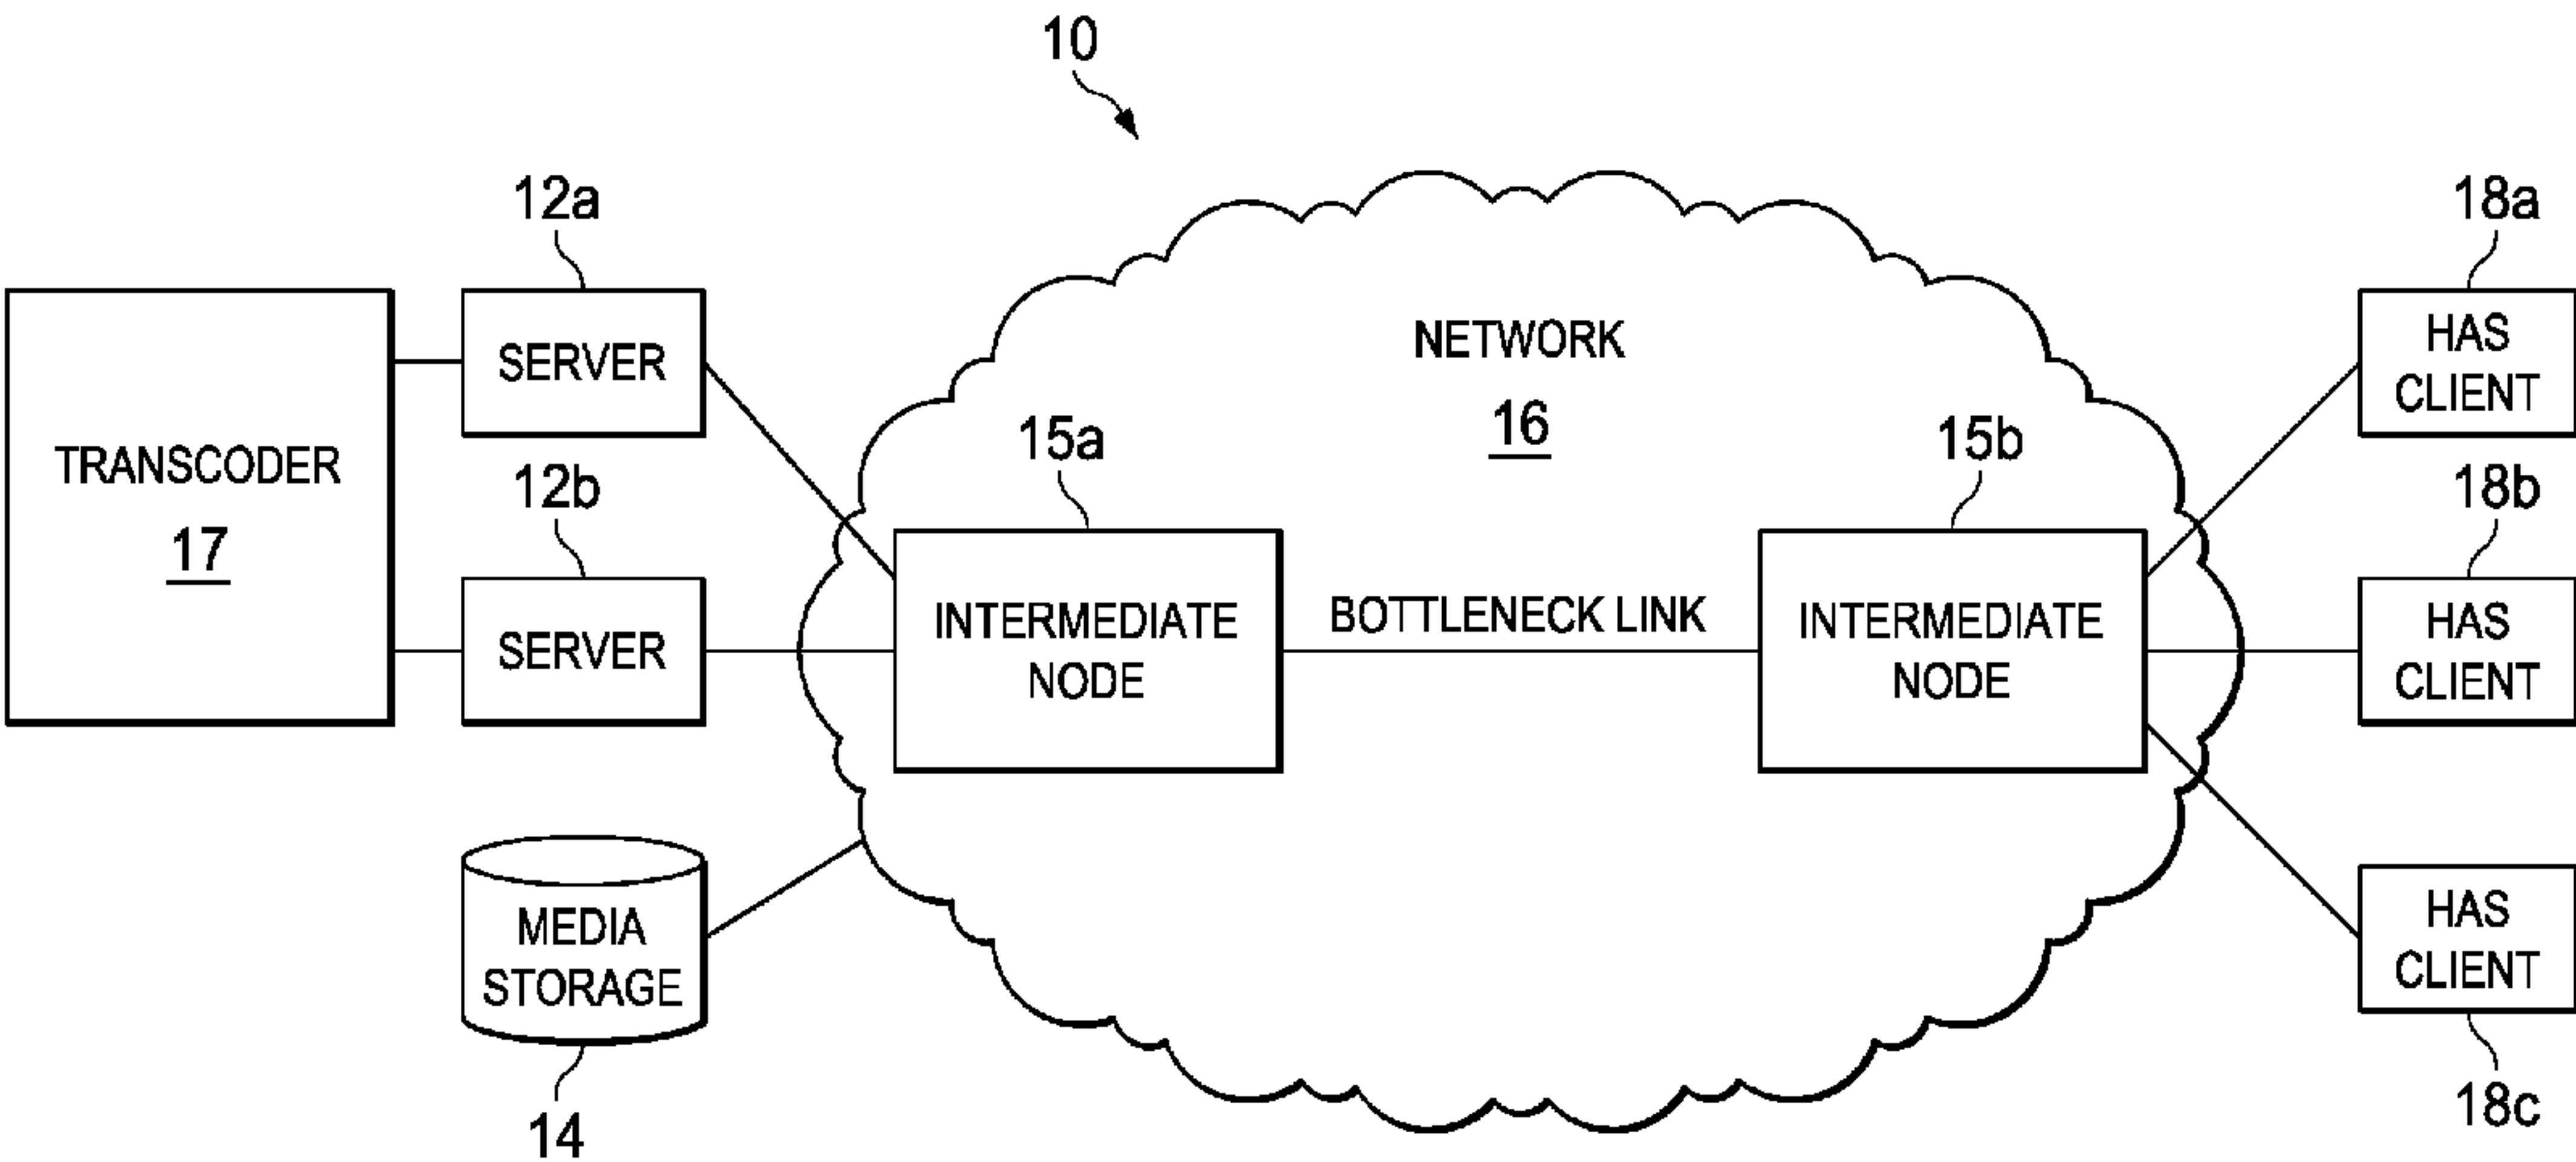 10
12a
18a
SERVER
HAS
CLIENT
NETWORK
16
TRANSCODER
17
12b
15a
15b
18b
SERVER
INTERMEDIATE
NODE
BOTTLENECK LINK
INTERMEDIATE
NODE
HAS
CLIENT
MEDIA
STORAGE
14
HAS
CLIENT
18c